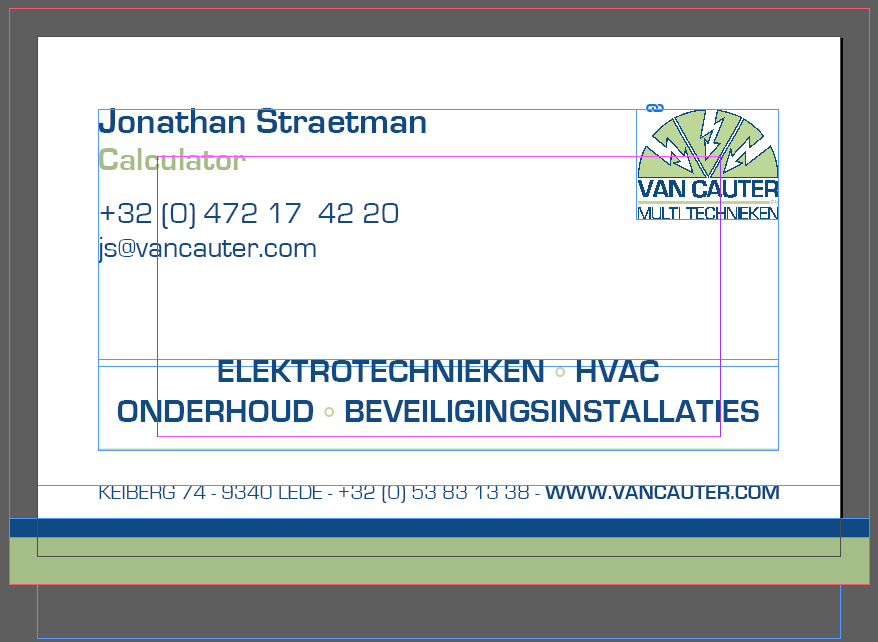 Jonathan Straetman
Calculator
+32 (0) 472 17  42 20
js@vancauter.com
VAN CAUTER
MULTI TECHNIEKEN
ELEKTROTECHNIEKEN ◦ HVAC
ONDERHOUD ◦ BEVEILIGINGSINSTALLATIES
KEIBERG 74 - 9340 LEDE - +32 (0) 53 83 13 38 - WWW.VANCAUTER.COM